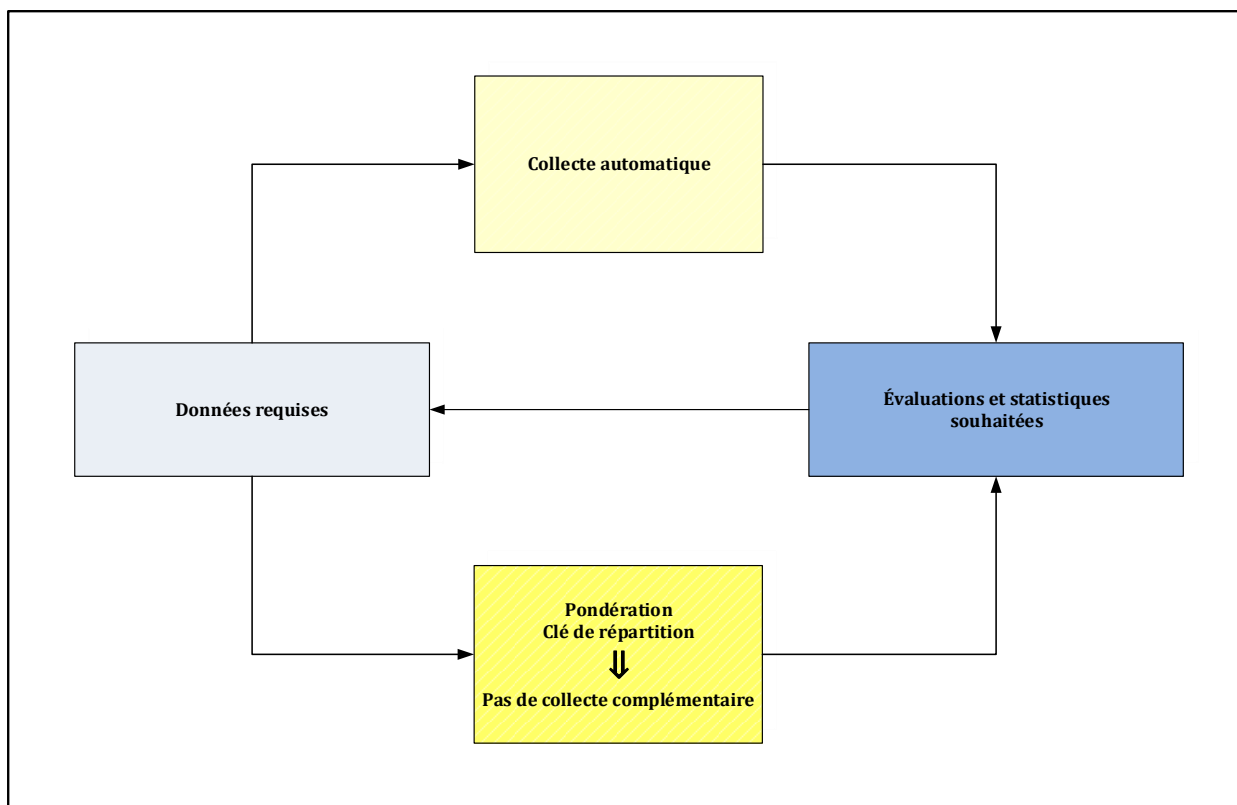 Collecte automatique
Données requises
Évaluations et statistiques
souhaitées
Pondération
Clé de répartition
⇓
Pas de collecte complémentaire